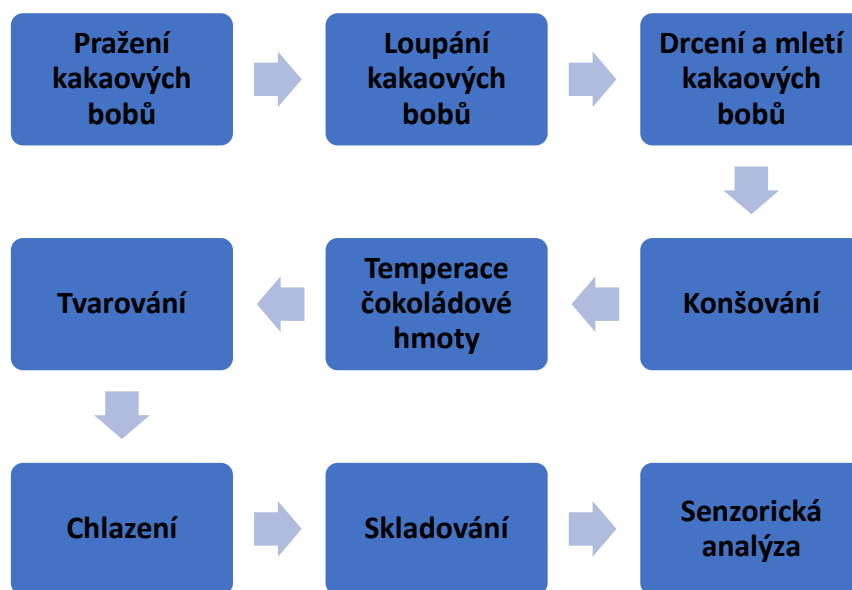 Pražení
kakaových
bobů
Loupání
kakaových
bobů
Drcení a mletí
kakaových
bobů
Konšování
Temperace
čokoládové
hmoty
Tvarování
Chlazení
Skladování
Senzorická
analýza